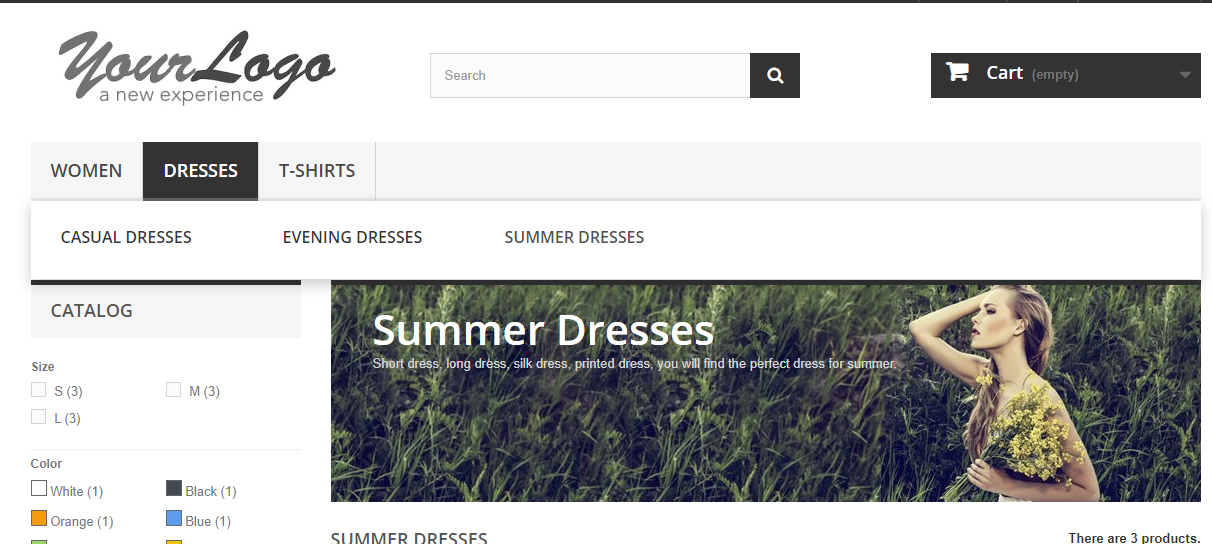 YourLogo
a new experience
Search
Cart (empty)
WOMEN DRESSES T-SHIRTS
CASUAL DRESSES EVENING DRESSES SUMMER DRESSES
CATALOG
Summer Dresses
Short dress, long dress, silk dress, printed dress, you will find the perfect dress for summer.
Size
S (3) M (3)
L (3)
Color
White (1) Black (1)
Orange (1) Blue (1)
SUMMER DRESSES There are 3 products.